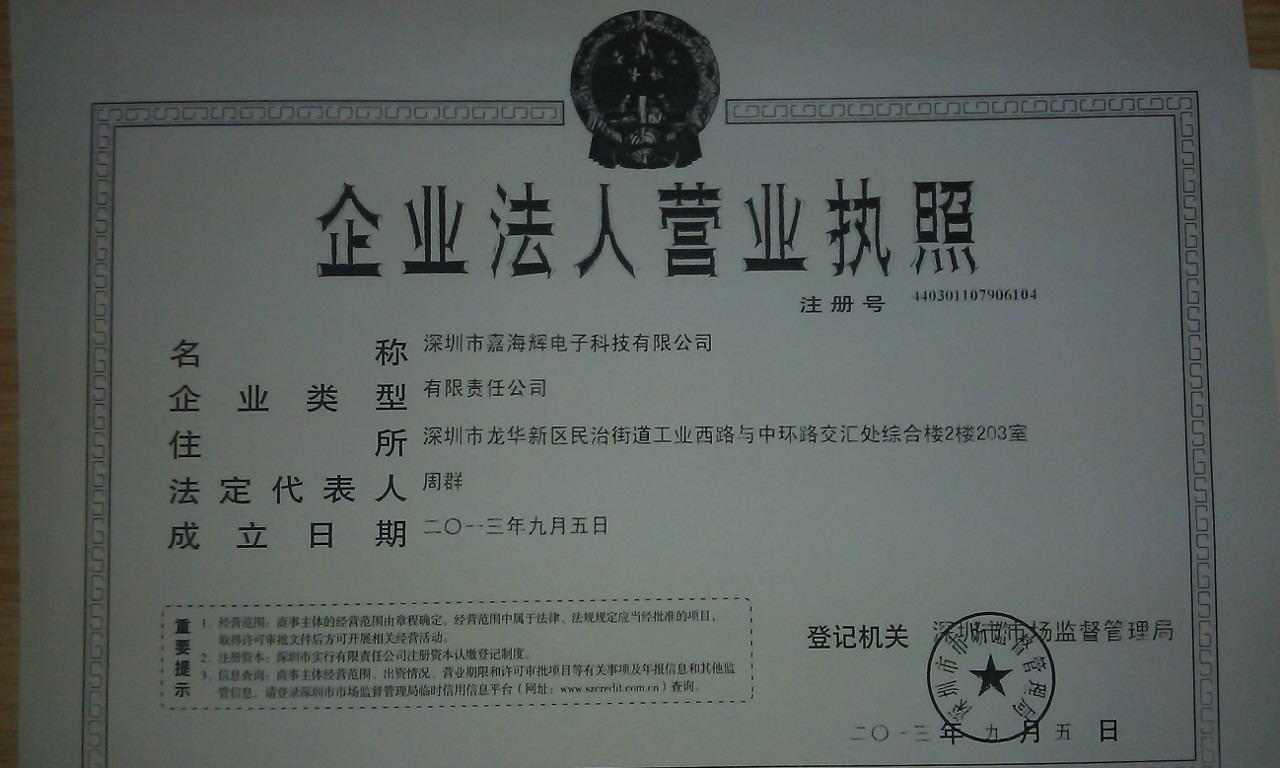 企业法人营业执照
注册号 440301107906104
名称 深圳市嘉海辉电子科技有限公司
企业类型 有限责任公司
住所 深圳市龙华新区民治街道工业西路与中环路交汇处综合楼2楼203室
法定代表人 周群
成立日期 二〇一三年九月五日
重要提示
1、经营范围：商事主体的经营范围由章程确定。经营范围中属于法律、法规规定应当经批准的项目，
取得许可审批文件后方可开展相关经营活动。
2、注册资本：深圳市实行有限责任公司注册资本认缴登记制度。
3、信息查询：商事主体经营范围、出资情况、营业期限和许可审批项目等有关事项及年报信息和其他监
管信息，请登录深圳市市场监督管理局临时信用信息平台（网址：www.szcredit.com.cn）查询。
登记机关 深圳市市场监督管理局
深圳市市场监督管理局
二〇一三年九月五日